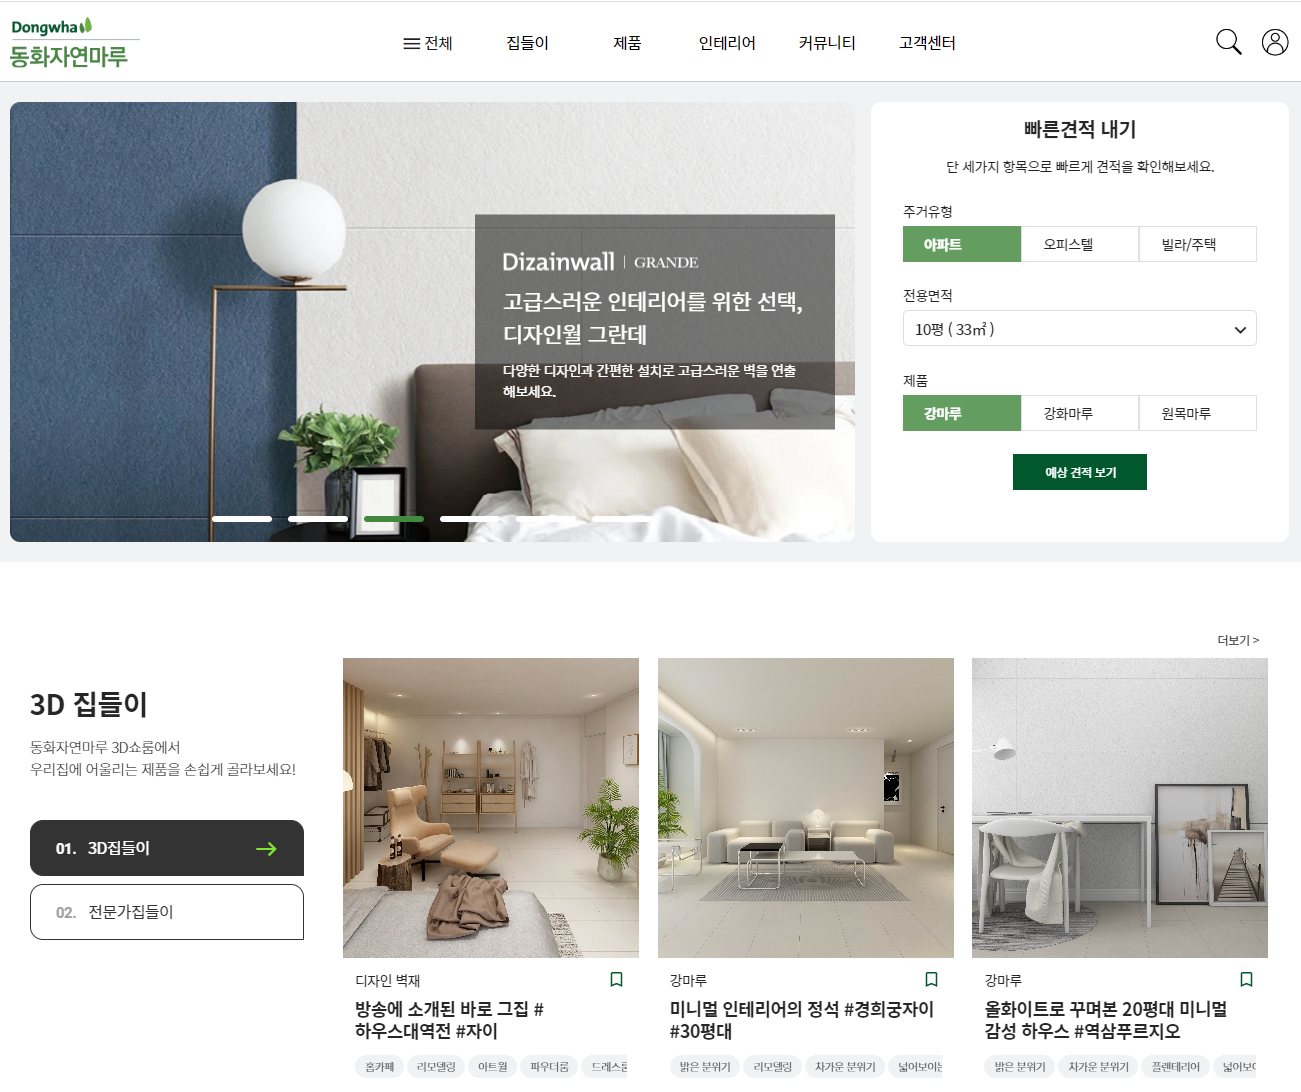 Dongwha
동화자연마루
전체
집들이
제품
인테리어
커뮤니티
고객센터
Dizainwall | GRANDE
고급스러운 인테리어를 위한 선택,
디자인월 그란데
다양한 디자인과 간편한 설치로 고급스러운 벽을 연출
해보세요.
빠른견적 내기
단 세가지 항목으로 빠르게 견적을 확인해보세요.
주거유형
아파트
오피스텔
빌라/주택
전용면적
10평 ( 33㎡ )
제품
강마루
강화마루
원목마루
예상 견적 보기
더보기 >
3D 집들이
동화자연마루 3D쇼룸에서
우리집에 어울리는 제품을 손쉽게 골라보세요!
01. 3D집들이
02. 전문가집들이
디자인 벽재
방송에 소개된 바로 그집 #
하우스대역전 #자이
홈카페
리모델링
아트월
파우더룸
드레스
강마루
미니멀 인테리어의 정석 #경희궁자이
#30평대
밝은 분위기
리모델링
차가운 분위기
넓어보이
강마루
올화이트로 꾸며본 20평대 미니멀
감성 하우스 #역삼푸르지오
밝은 분위기
차가운 분위기
플렌테리어
넓어보